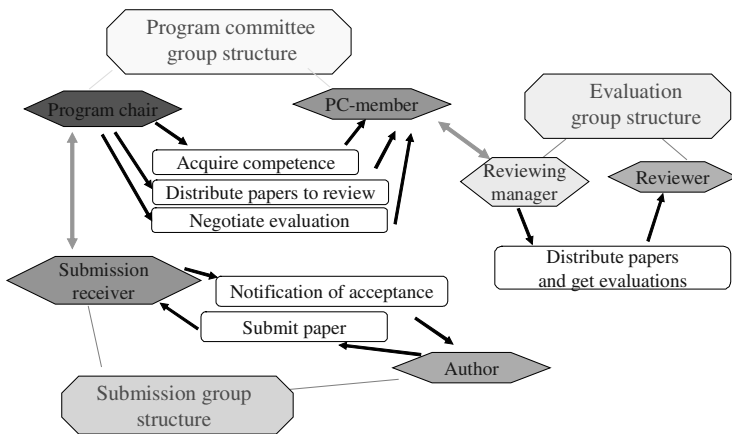 Program committee
group structure
Program chair
PC-member
Evaluation
group structure
Acquire competence
Distribute papers to review
Negotiate evaluation
Reviewing
manager
Reviewer
Distribute papers
and get evaluations
Submission
receiver
Notification of acceptance
Submit paper
Author
Submission group
structure